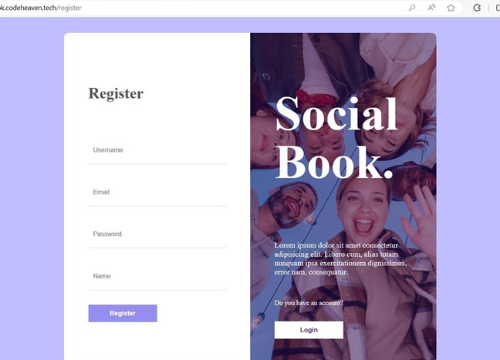 k.codeheaven.tech/register
Register
Username
Email
Password
Name
Register
Social
Book.
Lorem ipsum dolor sit amet consectetur
adipisicing elit. Libero cum, alias totam
nunquam ipsa exercitationem dignissimos,
error nam, consequatur.
Do you have an account?
Login